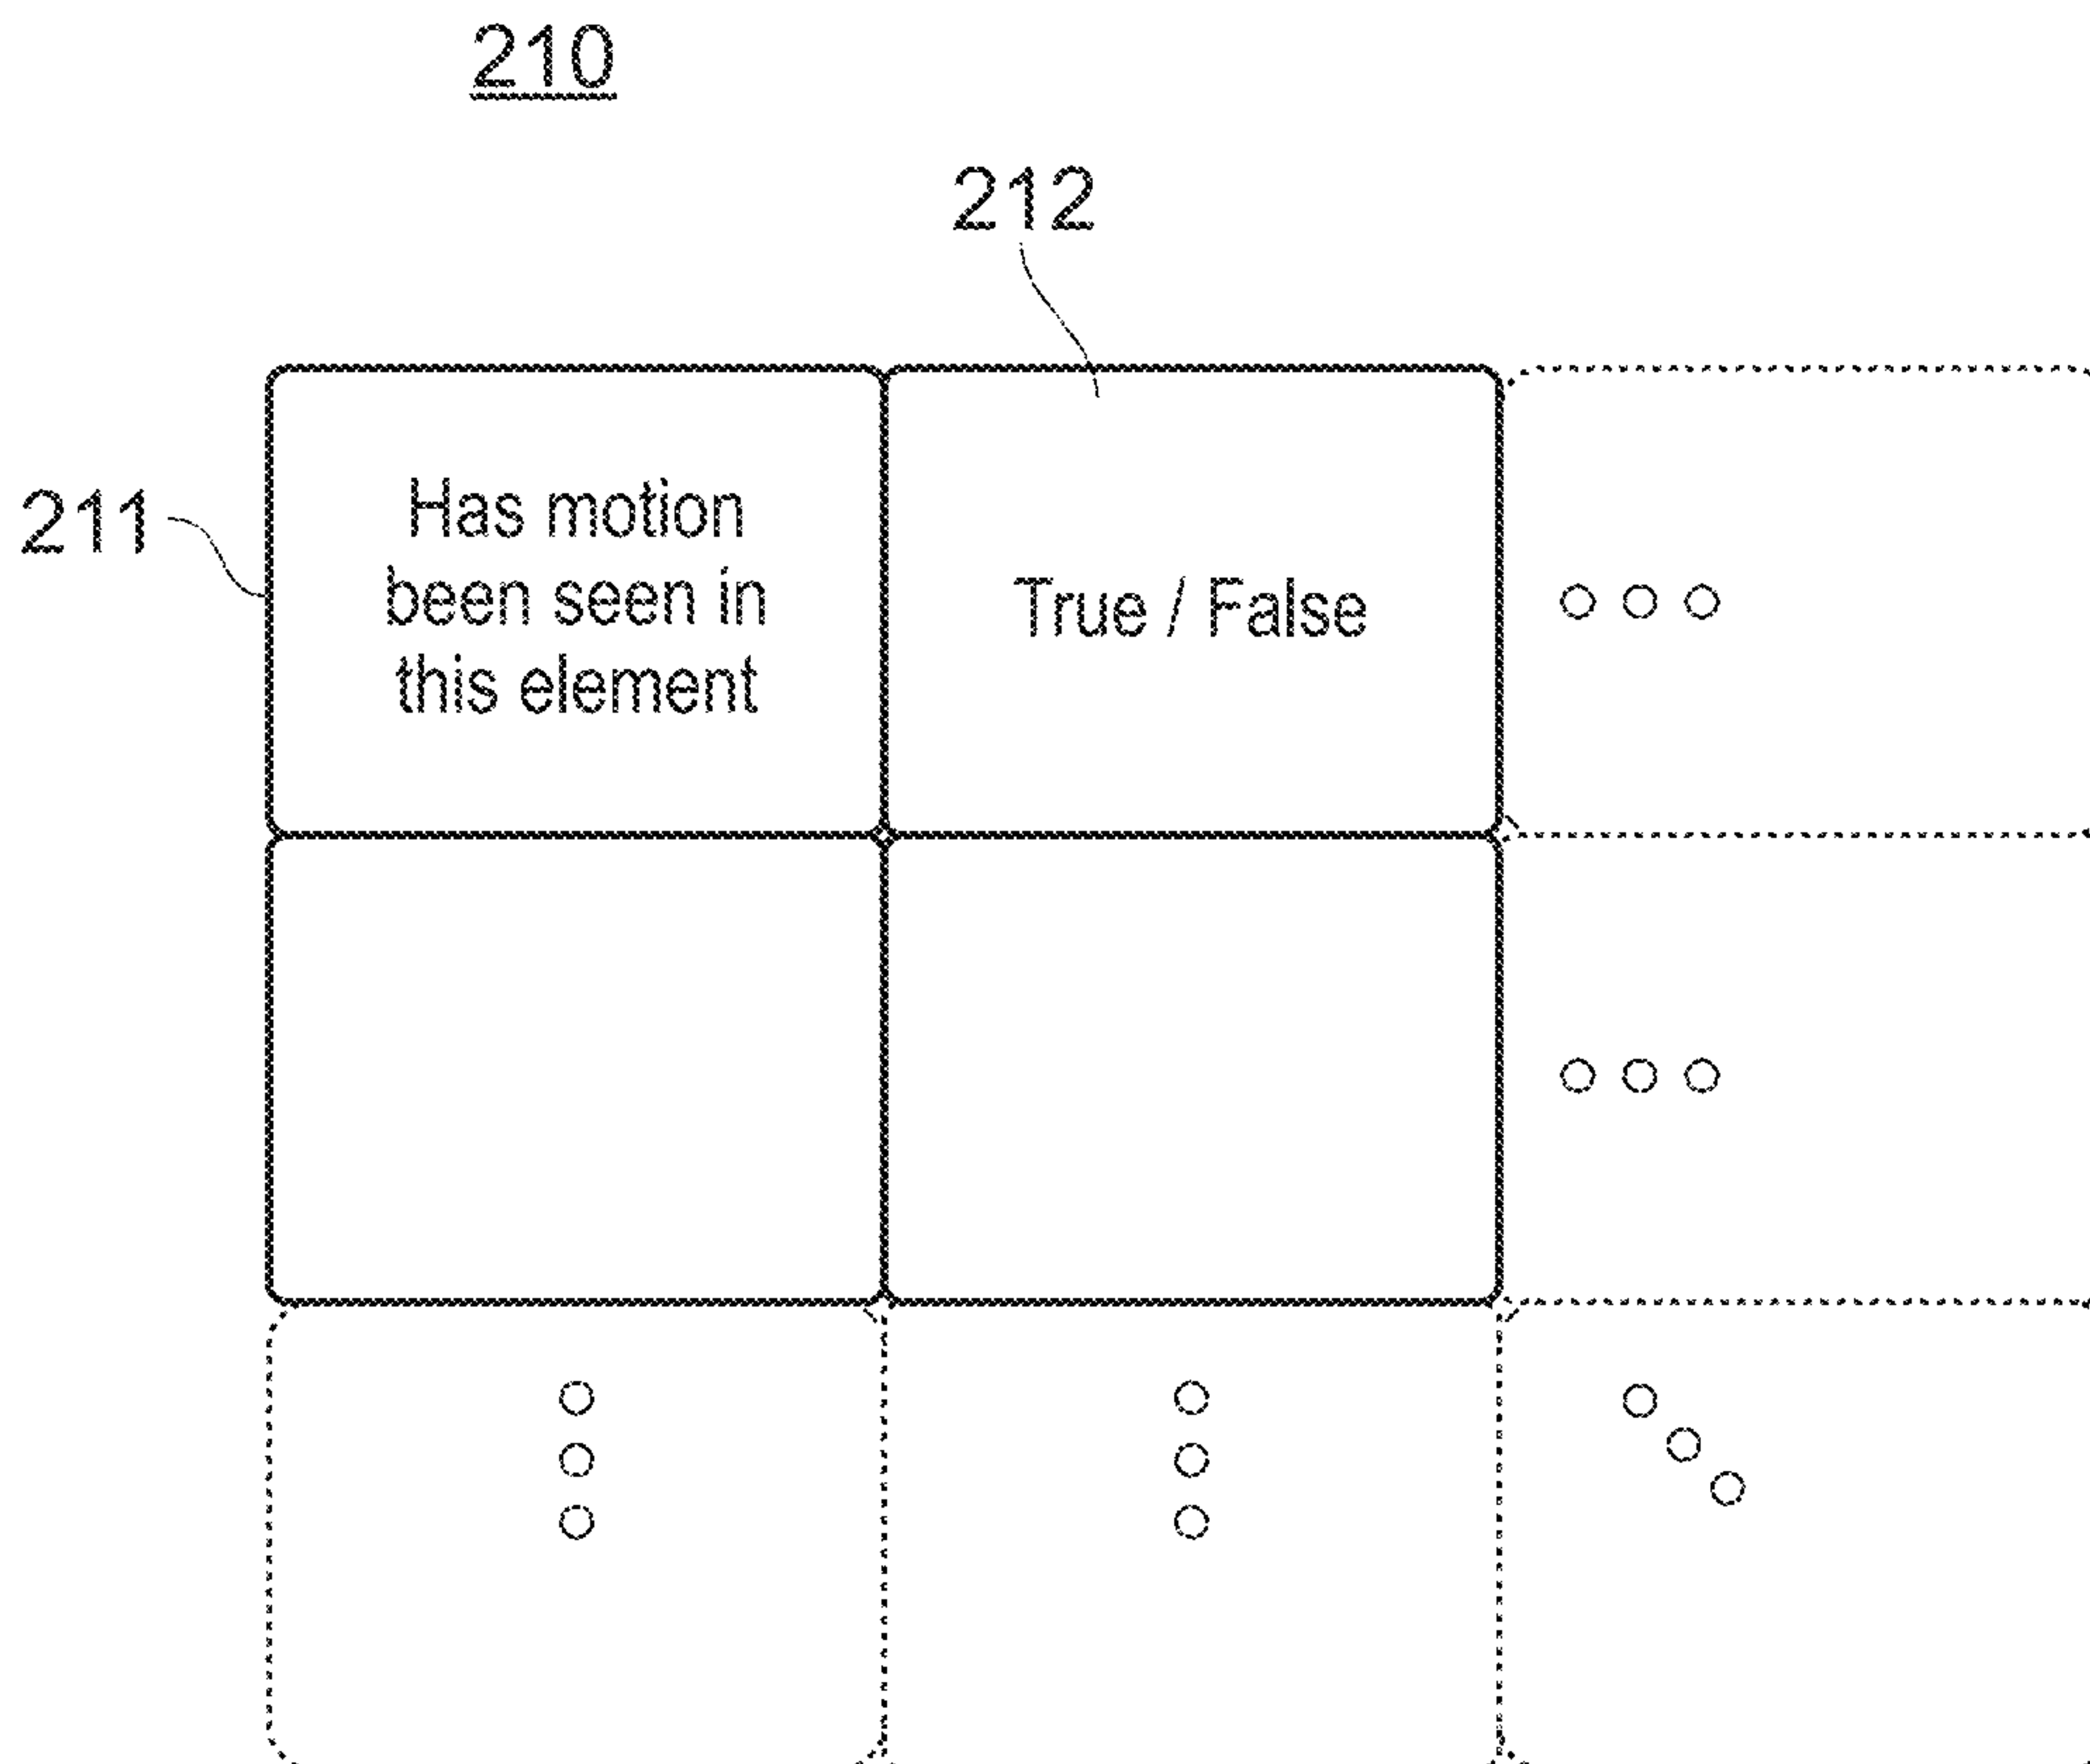 210
212
211
Has motion
been seen in
this element
True / False